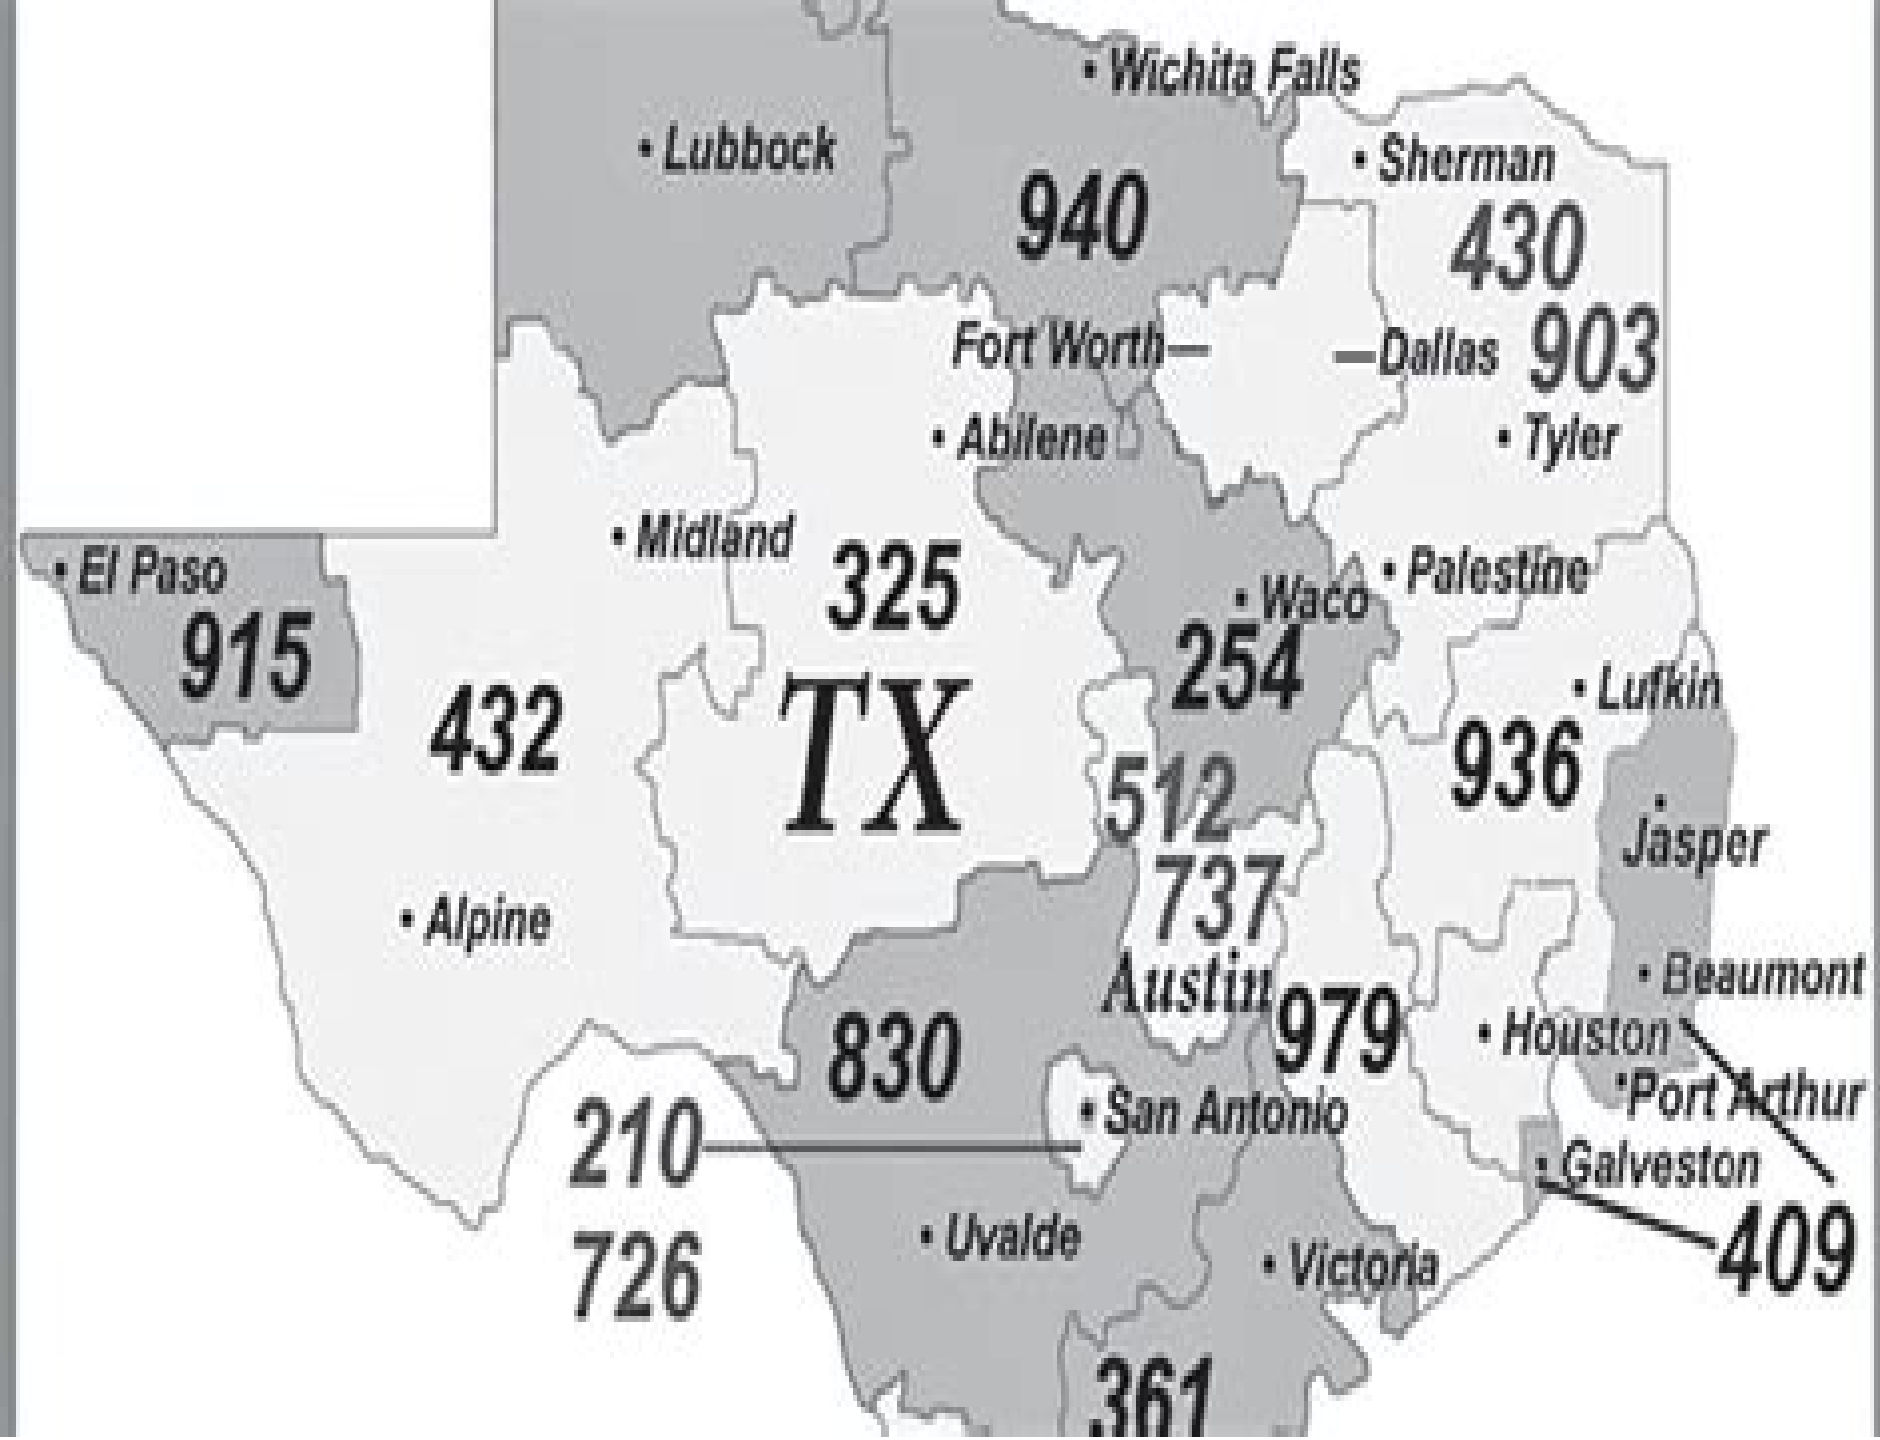 Wichita Falls
Lubbock
Sherman
940
430
903
Fort Worth
Dallas
Abilene
Tyler
Midland
El Paso
325
Palestine
Waco
915
254
432
TX
Lufkin
936
512
Jasper
737
Alpine
Austin
Beaumont
979
Houston
830
Port Arthur
210
San Antonio
Galveston
726
Uvalde
Victoria
409
361